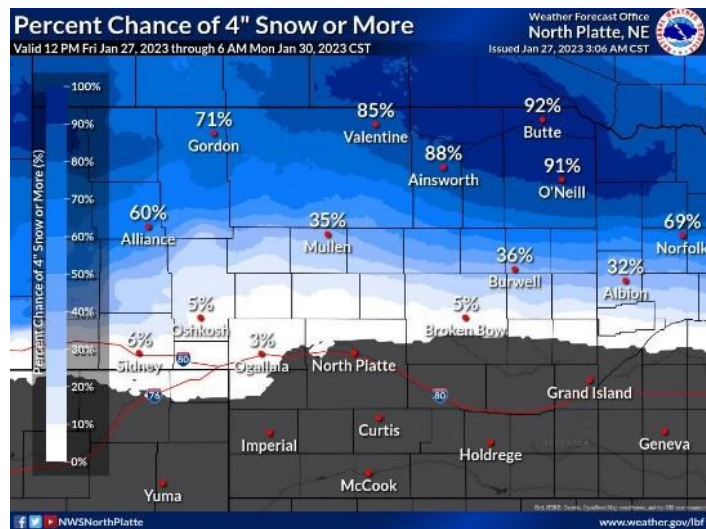 Percent Chance of 4" Snow or More
Valid 12 PM Fri Jan 27, 2023 through 6 AM Mon Jan 30, 2023 CST
Weather Forecast Office
North Platte, NE
Issued Jan 27, 2023 3:06 AM CST
Percent Chance of 4" Snow or More (%)
100%
90%
80%
70%
60%
50%
40%
30%
20%
10%
0%
71%
Gordon
85%
Valentine
92%
Butte
88%
Ainsworth
91%
O'Neill
60%
Alliance
35%
Mullen
69%
Norfolk
36%
Burwell
32%
Albion
5%
Oshkosh
5%
Broken Bow
6%
Sidney
80
3%
Ogallala
North Platte
76
80
Grand Island
Imperial
Curtis
Holdrege
Geneva
Yuma
McCook
NWSNorthPlatte
www.weather.gov/lbf